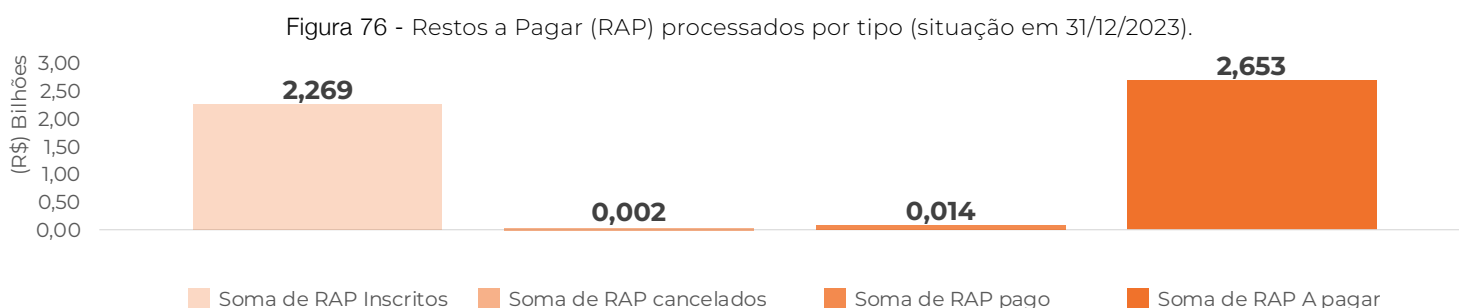 Figura 76 - Restos a Pagar (RAP) processados por tipo (situação em 31/12/2023).
(R$) Bilhões
3,00
2,50
2,00
1,50
1,00
0,50
0,00
2,269
0,002
0,014
2,653
Soma de RAP Inscritos
Soma de RAP cancelados
Soma de RAP pago
Soma de RAP A pagar